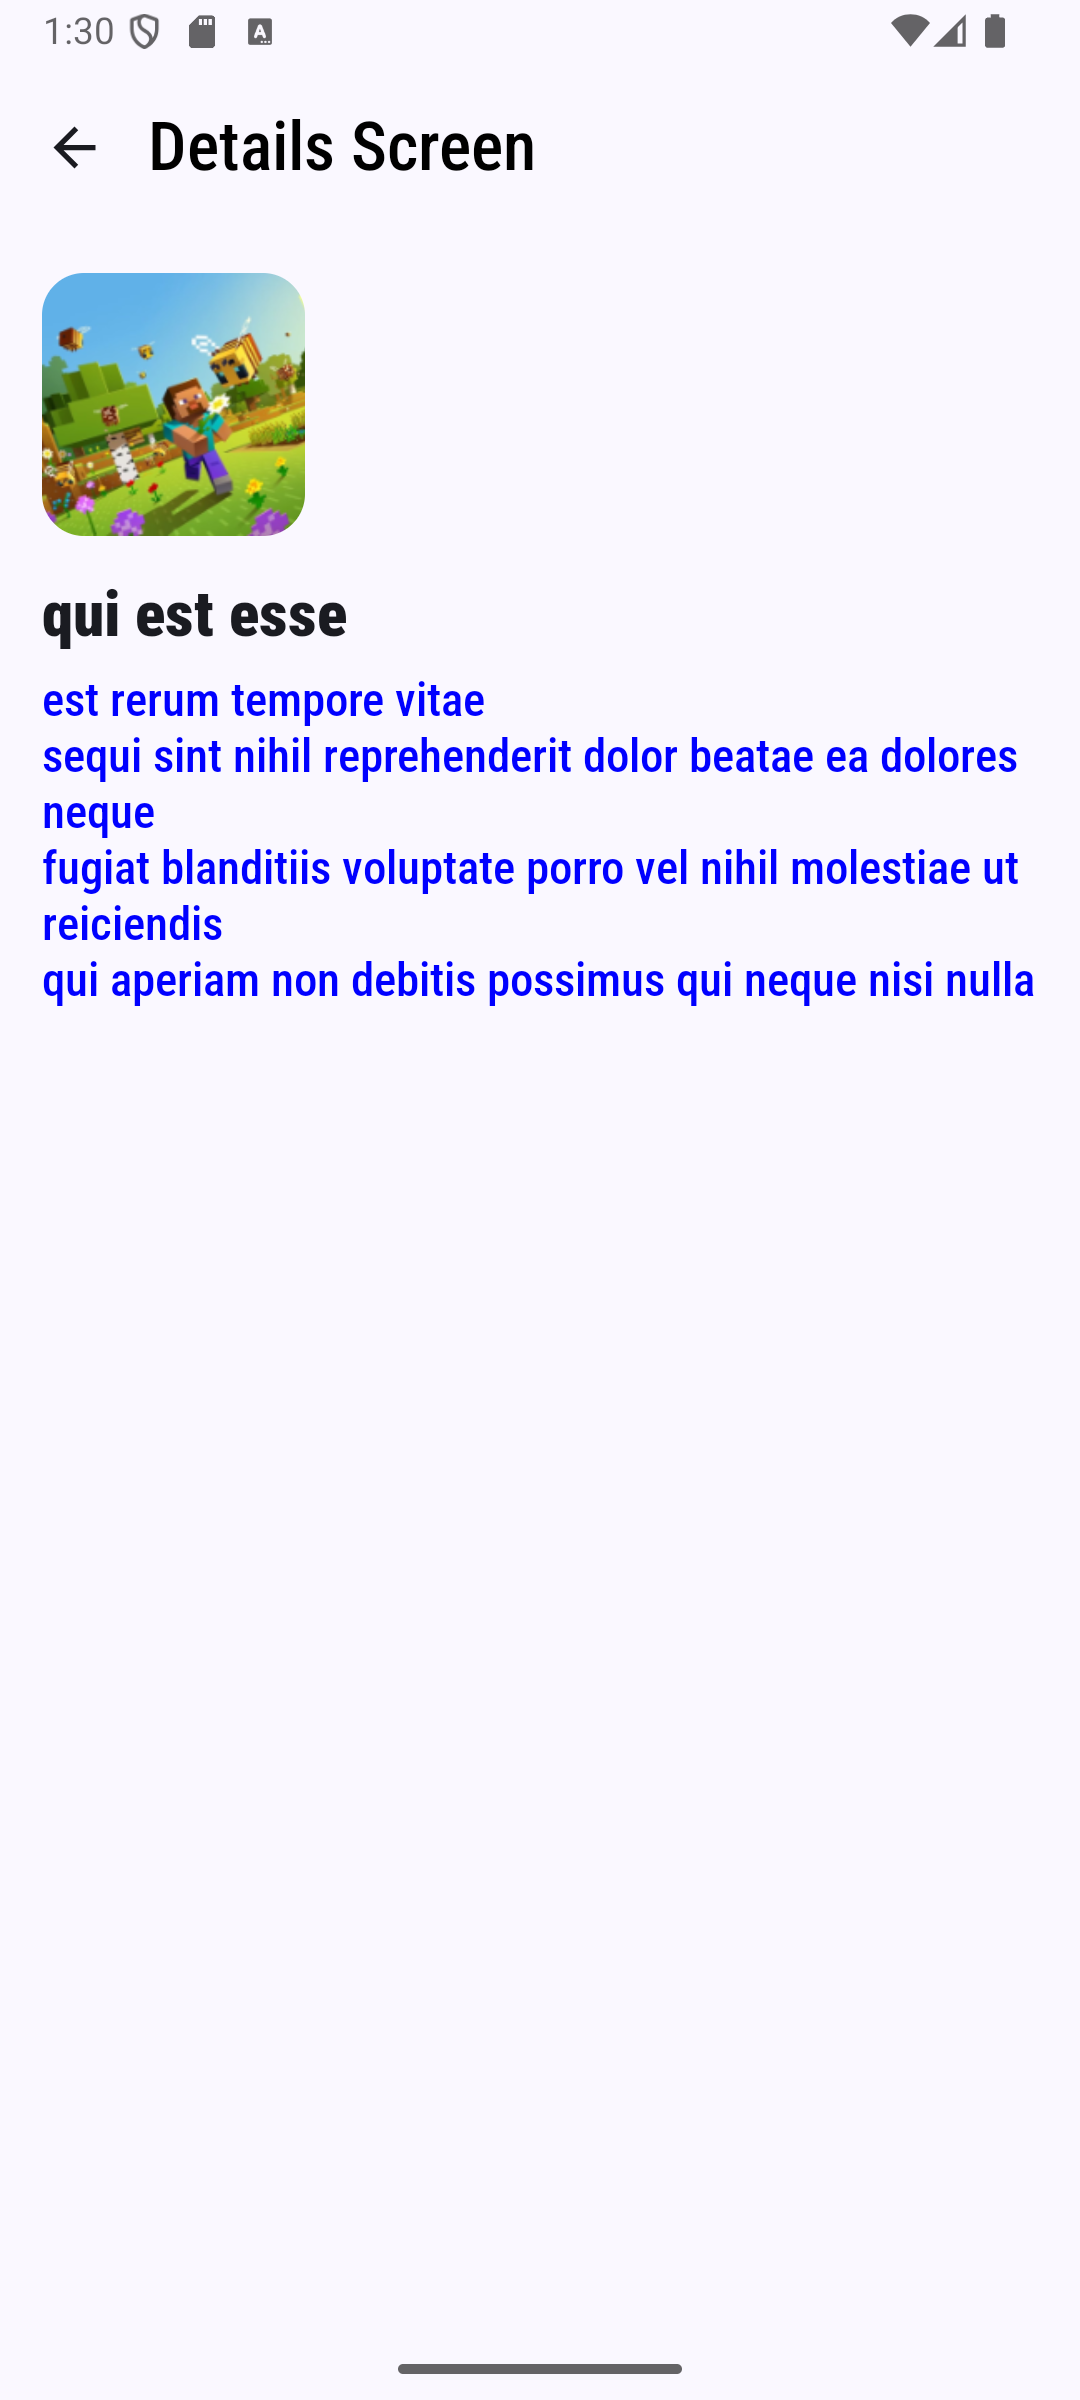 1:30
Details Screen
qui est esse
est rerum tempore vitae
sequi sint nihil reprehenderit dolor beatae ea dolores
neque
fugiat blanditiis voluptate porro vel nihil molestiae ut
reiciendis
qui aperiam non debitis possimus qui neque nisi nulla